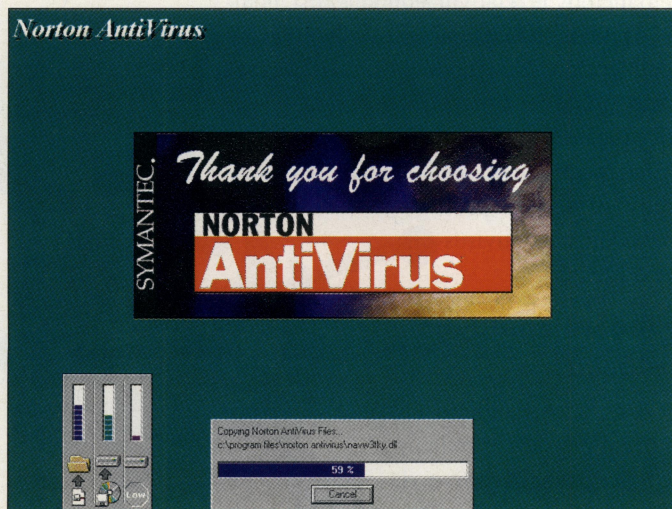 Norton AntiVirus
SYMANTEC.
Thank you for choosing
NORTON
AntiVirus
Copying Norton AntiVirus Files...
c:\program files\norton antivirus\navw3tky.dll
59 %
Cancel
Low